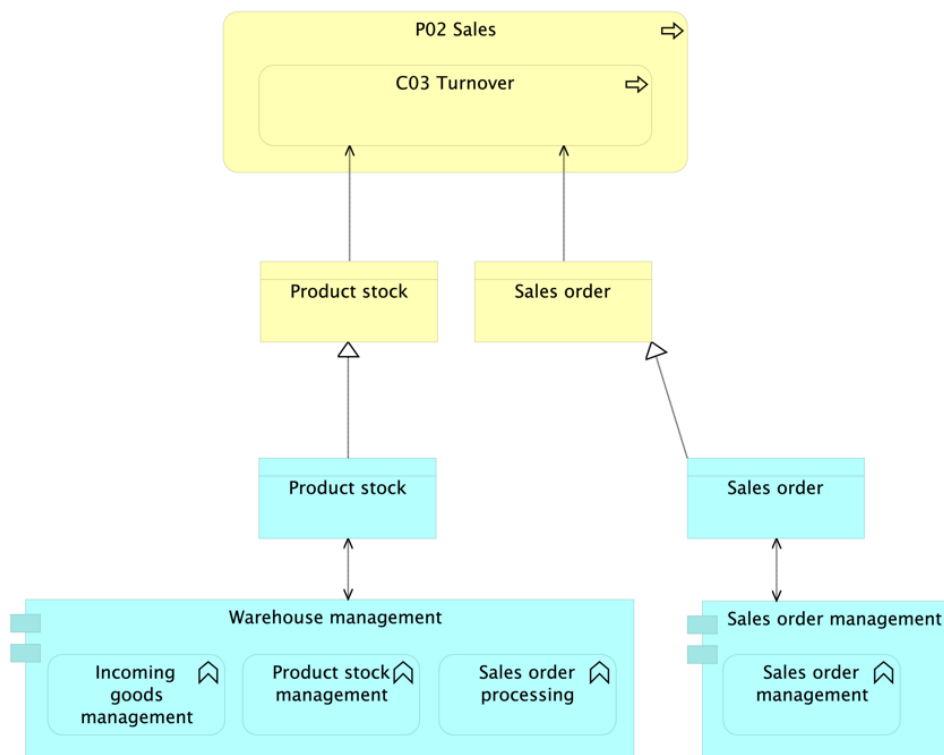 P02 Sales
C03 Turnover
Product stock
Sales order
Product stock
Sales order
Warehouse management
Incoming
goods
management
Product stock
management
Sales order
processing
Sales order management
Sales order
management